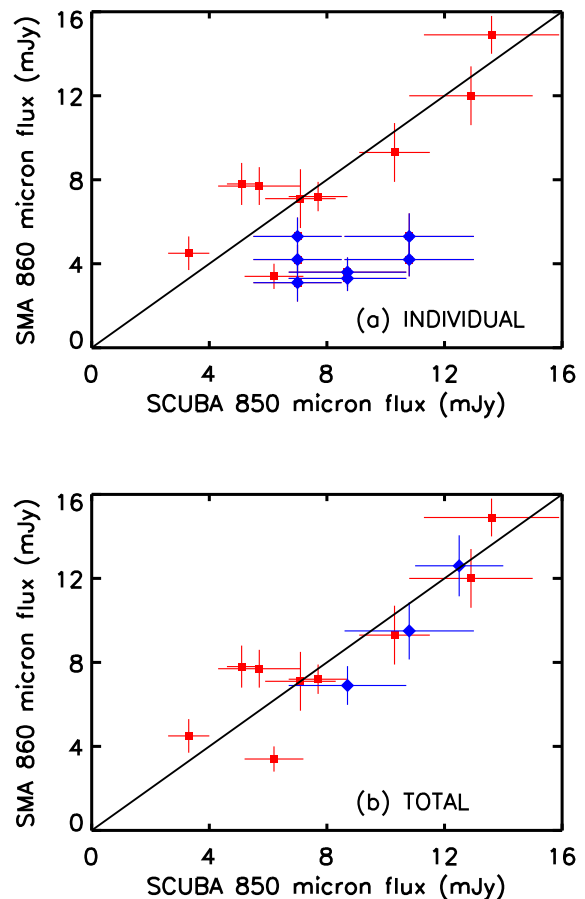 16
12
8
4
0
SMA 860 micron flux (mJy)
(a) INDIVIDUAL
0 4 8 12 16
SCUBA 850 micron flux (mJy)
16
12
8
4
0
SMA 860 micron flux (mJy)
(b) TOTAL
0 4 8 12 16
SCUBA 850 micron flux (mJy)